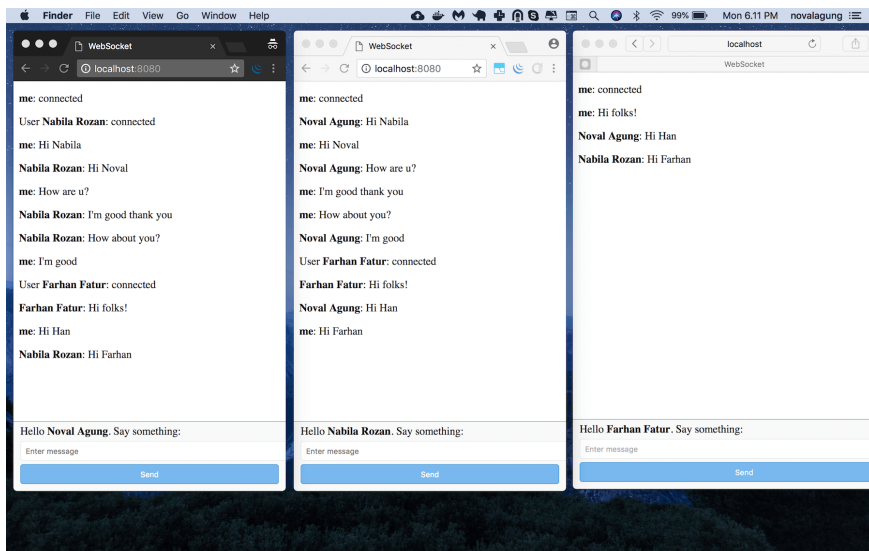 Finder File Edit View Go Window Help 99% Mon 6.11 PM novalagung
WebSocket
localhost:8080
me: connected
User Nabila Rozan: connected
me: Hi Nabila
Nabila Rozan: Hi Noval
me: How are u?
Nabila Rozan: I'm good thank you
Nabila Rozan: How about you?
me: I'm good
User Farhan Fatur: connected
Farhan Fatur: Hi folks!
me: Hi Han
Nabila Rozan: Hi Farhan
Hello Noval Agung. Say something:
Enter message
Send
WebSocket
localhost:8080
me: connected
Noval Agung: Hi Nabila
me: Hi Noval
Noval Agung: How are u?
me: I'm good thank you
me: How about you?
Noval Agung: I'm good
User Farhan Fatur: connected
Farhan Fatur: Hi folks!
Noval Agung: Hi Han
me: Hi Farhan
Hello Nabila Rozan. Say something:
Enter message
Send
localhost
WebSocket
me: connected
me: Hi folks!
Noval Agung: Hi Han
Nabila Rozan: Hi Farhan
Hello Farhan Fatur. Say something:
Enter message
Send